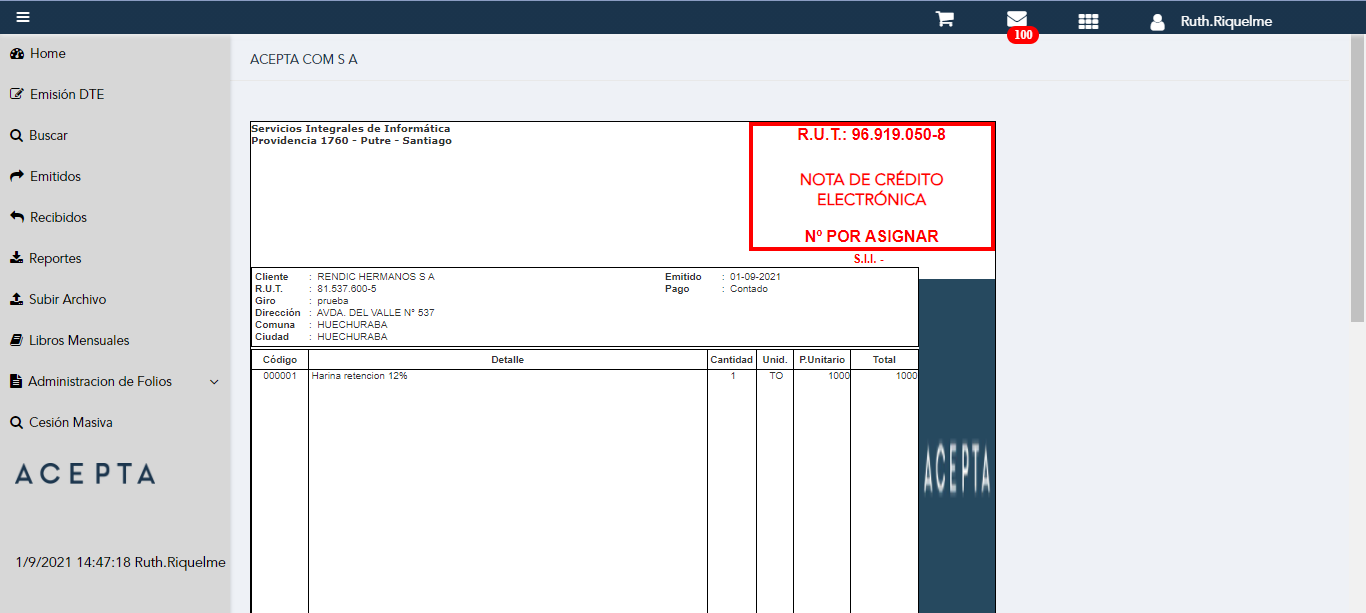 Ruth.Riquelme
100
Home
Emisión DTE
Buscar
Emitidos
Recibidos
Reportes
Subir Archivo
Libros Mensuales
Administracion de Folios
Cesión Masiva
ACEPTA
1/9/2021 14:47:18 Ruth.Riquelme
ACEPTA COM S A
Servicios Integrales de Informática
Providencia 1760 - Putre - Santiago
R.U.T.: 96.919.050-8
NOTA DE CRÉDITO
ELECTRÓNICA
Nº POR ASIGNAR
S.I.I. -
Cliente : RENDIC HERMANOS S A Emitido : 01-09-2021
R.U.T. : 81.537.600-5 Pago : Contado
Giro : prueba
Dirección : AVDA. DEL VALLE N° 537
Comuna : HUECHURABA
Ciudad : HUECHURABA
Código Detalle Cantidad Unid. P.Unitario Total
000001 Harina retencion 12% 1 TO 1000 1000
ACEPTA